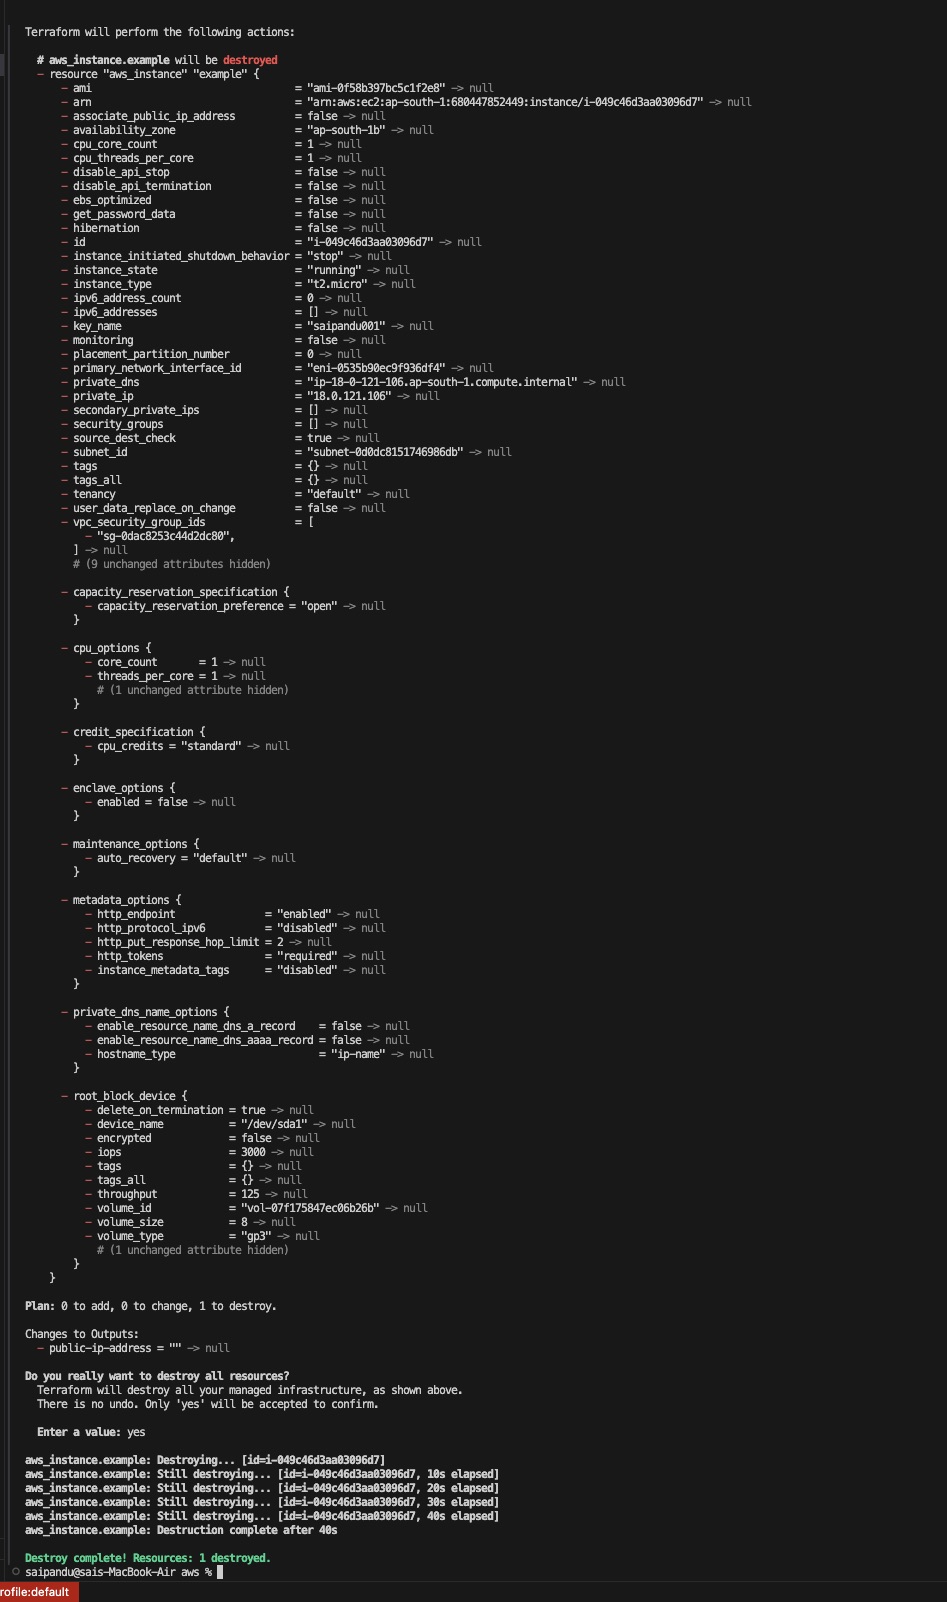 Terraform will perform the following actions:
# aws_instance.example will be destroyed
- resource "aws_instance" "example" {
- ami = "ami-0f58b397bc5c1f2e8" -> null
- arn = "arn:aws:ec2:ap-south-1:680447852449:instance/i-049c46d3aa03096d7" -> null
- associate_public_ip_address = false -> null
- availability_zone = "ap-south-1b" -> null
- cpu_core_count = 1 -> null
- cpu_threads_per_core = 1 -> null
- disable_api_stop = false -> null
- disable_api_termination = false -> null
- ebs_optimized = false -> null
- get_password_data = false -> null
- hibernation = false -> null
- id = "i-049c46d3aa03096d7" -> null
- instance_initiated_shutdown_behavior = "stop" -> null
- instance_state = "running" -> null
- instance_type = "t2.micro" -> null
- ipv6_address_count = 0 -> null
- ipv6_addresses = [] -> null
- key_name = "saipandu001" -> null
- monitoring = false -> null
- placement_partition_number = 0 -> null
- primary_network_interface_id = "eni-0535b90ec9f936df4" -> null
- private_dns = "ip-18-0-121-106.ap-south-1.compute.internal" -> null
- private_ip = "18.0.121.106" -> null
- secondary_private_ips = [] -> null
- security_groups = [] -> null
- source_dest_check = true -> null
- subnet_id = "subnet-0d0dc8151746986db" -> null
- tags = {} -> null
- tags_all = {} -> null
- tenancy = "default" -> null
- user_data_replace_on_change = false -> null
- vpc_security_group_ids = [
- "sg-0dac8253c44d2dc80",
] -> null
# (9 unchanged attributes hidden)
- capacity_reservation_specification {
- capacity_reservation_preference = "open" -> null
}
- cpu_options {
- core_count = 1 -> null
- threads_per_core = 1 -> null
# (1 unchanged attribute hidden)
}
- credit_specification {
- cpu_credits = "standard" -> null
}
- enclave_options {
- enabled = false -> null
}
- maintenance_options {
- auto_recovery = "default" -> null
}
- metadata_options {
- http_endpoint = "enabled" -> null
- http_protocol_ipv6 = "disabled" -> null
- http_put_response_hop_limit = 2 -> null
- http_tokens = "required" -> null
- instance_metadata_tags = "disabled" -> null
}
- private_dns_name_options {
- enable_resource_name_dns_a_record = false -> null
- enable_resource_name_dns_aaaa_record = false -> null
- hostname_type = "ip-name" -> null
}
- root_block_device {
- delete_on_termination = true -> null
- device_name = "/dev/sda1" -> null
- encrypted = false -> null
- iops = 3000 -> null
- tags = {} -> null
- tags_all = {} -> null
- throughput = 125 -> null
- volume_id = "vol-07f175847ec06b26b" -> null
- volume_size = 8 -> null
- volume_type = "gp3" -> null
# (1 unchanged attribute hidden)
}
}
Plan: 0 to add, 0 to change, 1 to destroy.
Changes to Outputs:
- public-ip-address = "" -> null
Do you really want to destroy all resources?
Terraform will destroy all your managed infrastructure, as shown above.
There is no undo. Only 'yes' will be accepted to confirm.
Enter a value: yes
aws_instance.example: Destroying... [id=i-049c46d3aa03096d7]
aws_instance.example: Still destroying... [id=i-049c46d3aa03096d7, 10s elapsed]
aws_instance.example: Still destroying... [id=i-049c46d3aa03096d7, 20s elapsed]
aws_instance.example: Still destroying... [id=i-049c46d3aa03096d7, 30s elapsed]
aws_instance.example: Still destroying... [id=i-049c46d3aa03096d7, 40s elapsed]
aws_instance.example: Destruction complete after 40s
Destroy complete! Resources: 1 destroyed.
saipandu@sais-MacBook-Air aws %
rofile:default